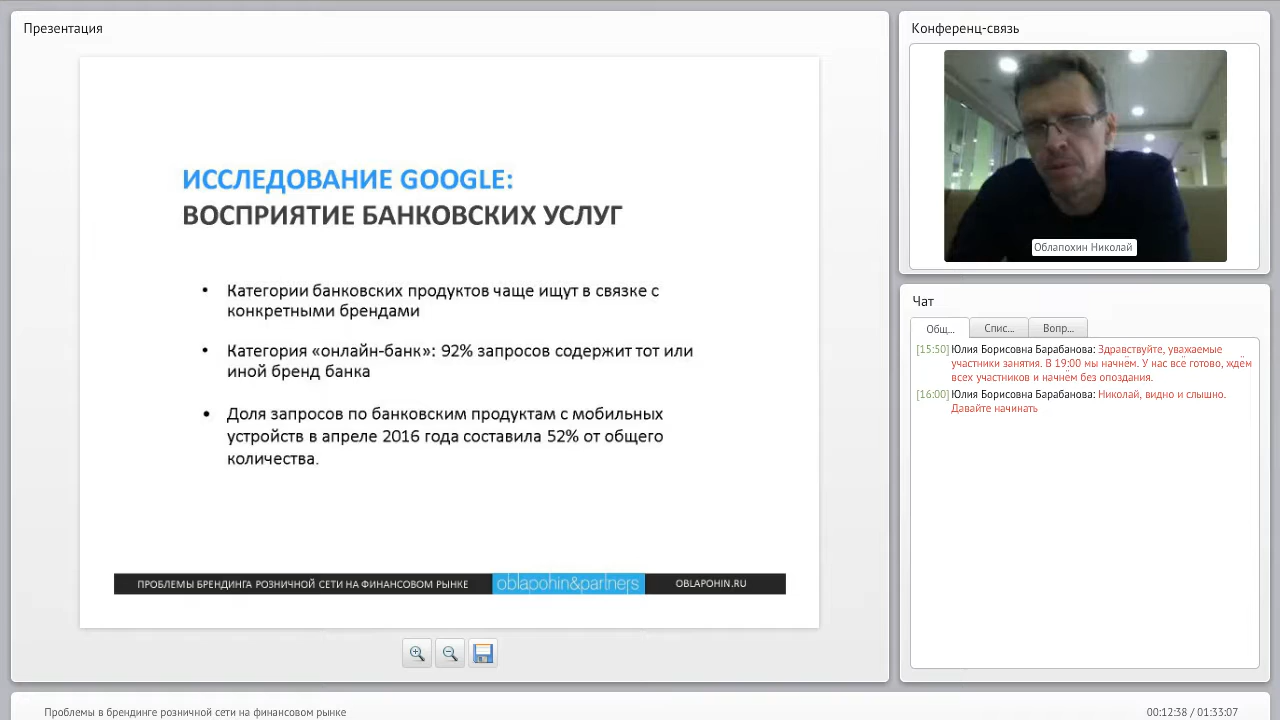 Презентация
ИССЛЕДОВАНИЕ GOOGLE:
ВОСПРИЯТИЕ БАНКОВСКИХ УСЛУГ
• Категории банковских продуктов чаще ищут в связке с
конкретными брендами
• Категория «онлайн-банк»: 92% запросов содержит тот или
иной бренд банка
• Доля запросов по банковским продуктам с мобильных
устройств в апреле 2016 года составила 52% от общего
количества.
ПРОБЛЕМЫ БРЕНДИНГА РОЗНИЧНОЙ СЕТИ НА ФИНАНСОВОМ РЫНКЕ
oblapohin&partners
OBLAPOHIN.RU
Конференц-связь
Облапохин Николай
Чат
Общ...
Спис...
Вопр...
[15:50] Юлия Борисовна Барабанова: Здравствуйте, уважаемые
участники занятия. В 19:00 мы начнём. У нас всё готово, ждём
всех участников и начнём без опоздания.
[16:00] Юлия Борисовна Барабанова: Николай, видно и слышно.
Давайте начинать
Проблемы в брендинге розничной сети на финансовом рынке
00:12:38 / 01:33:07